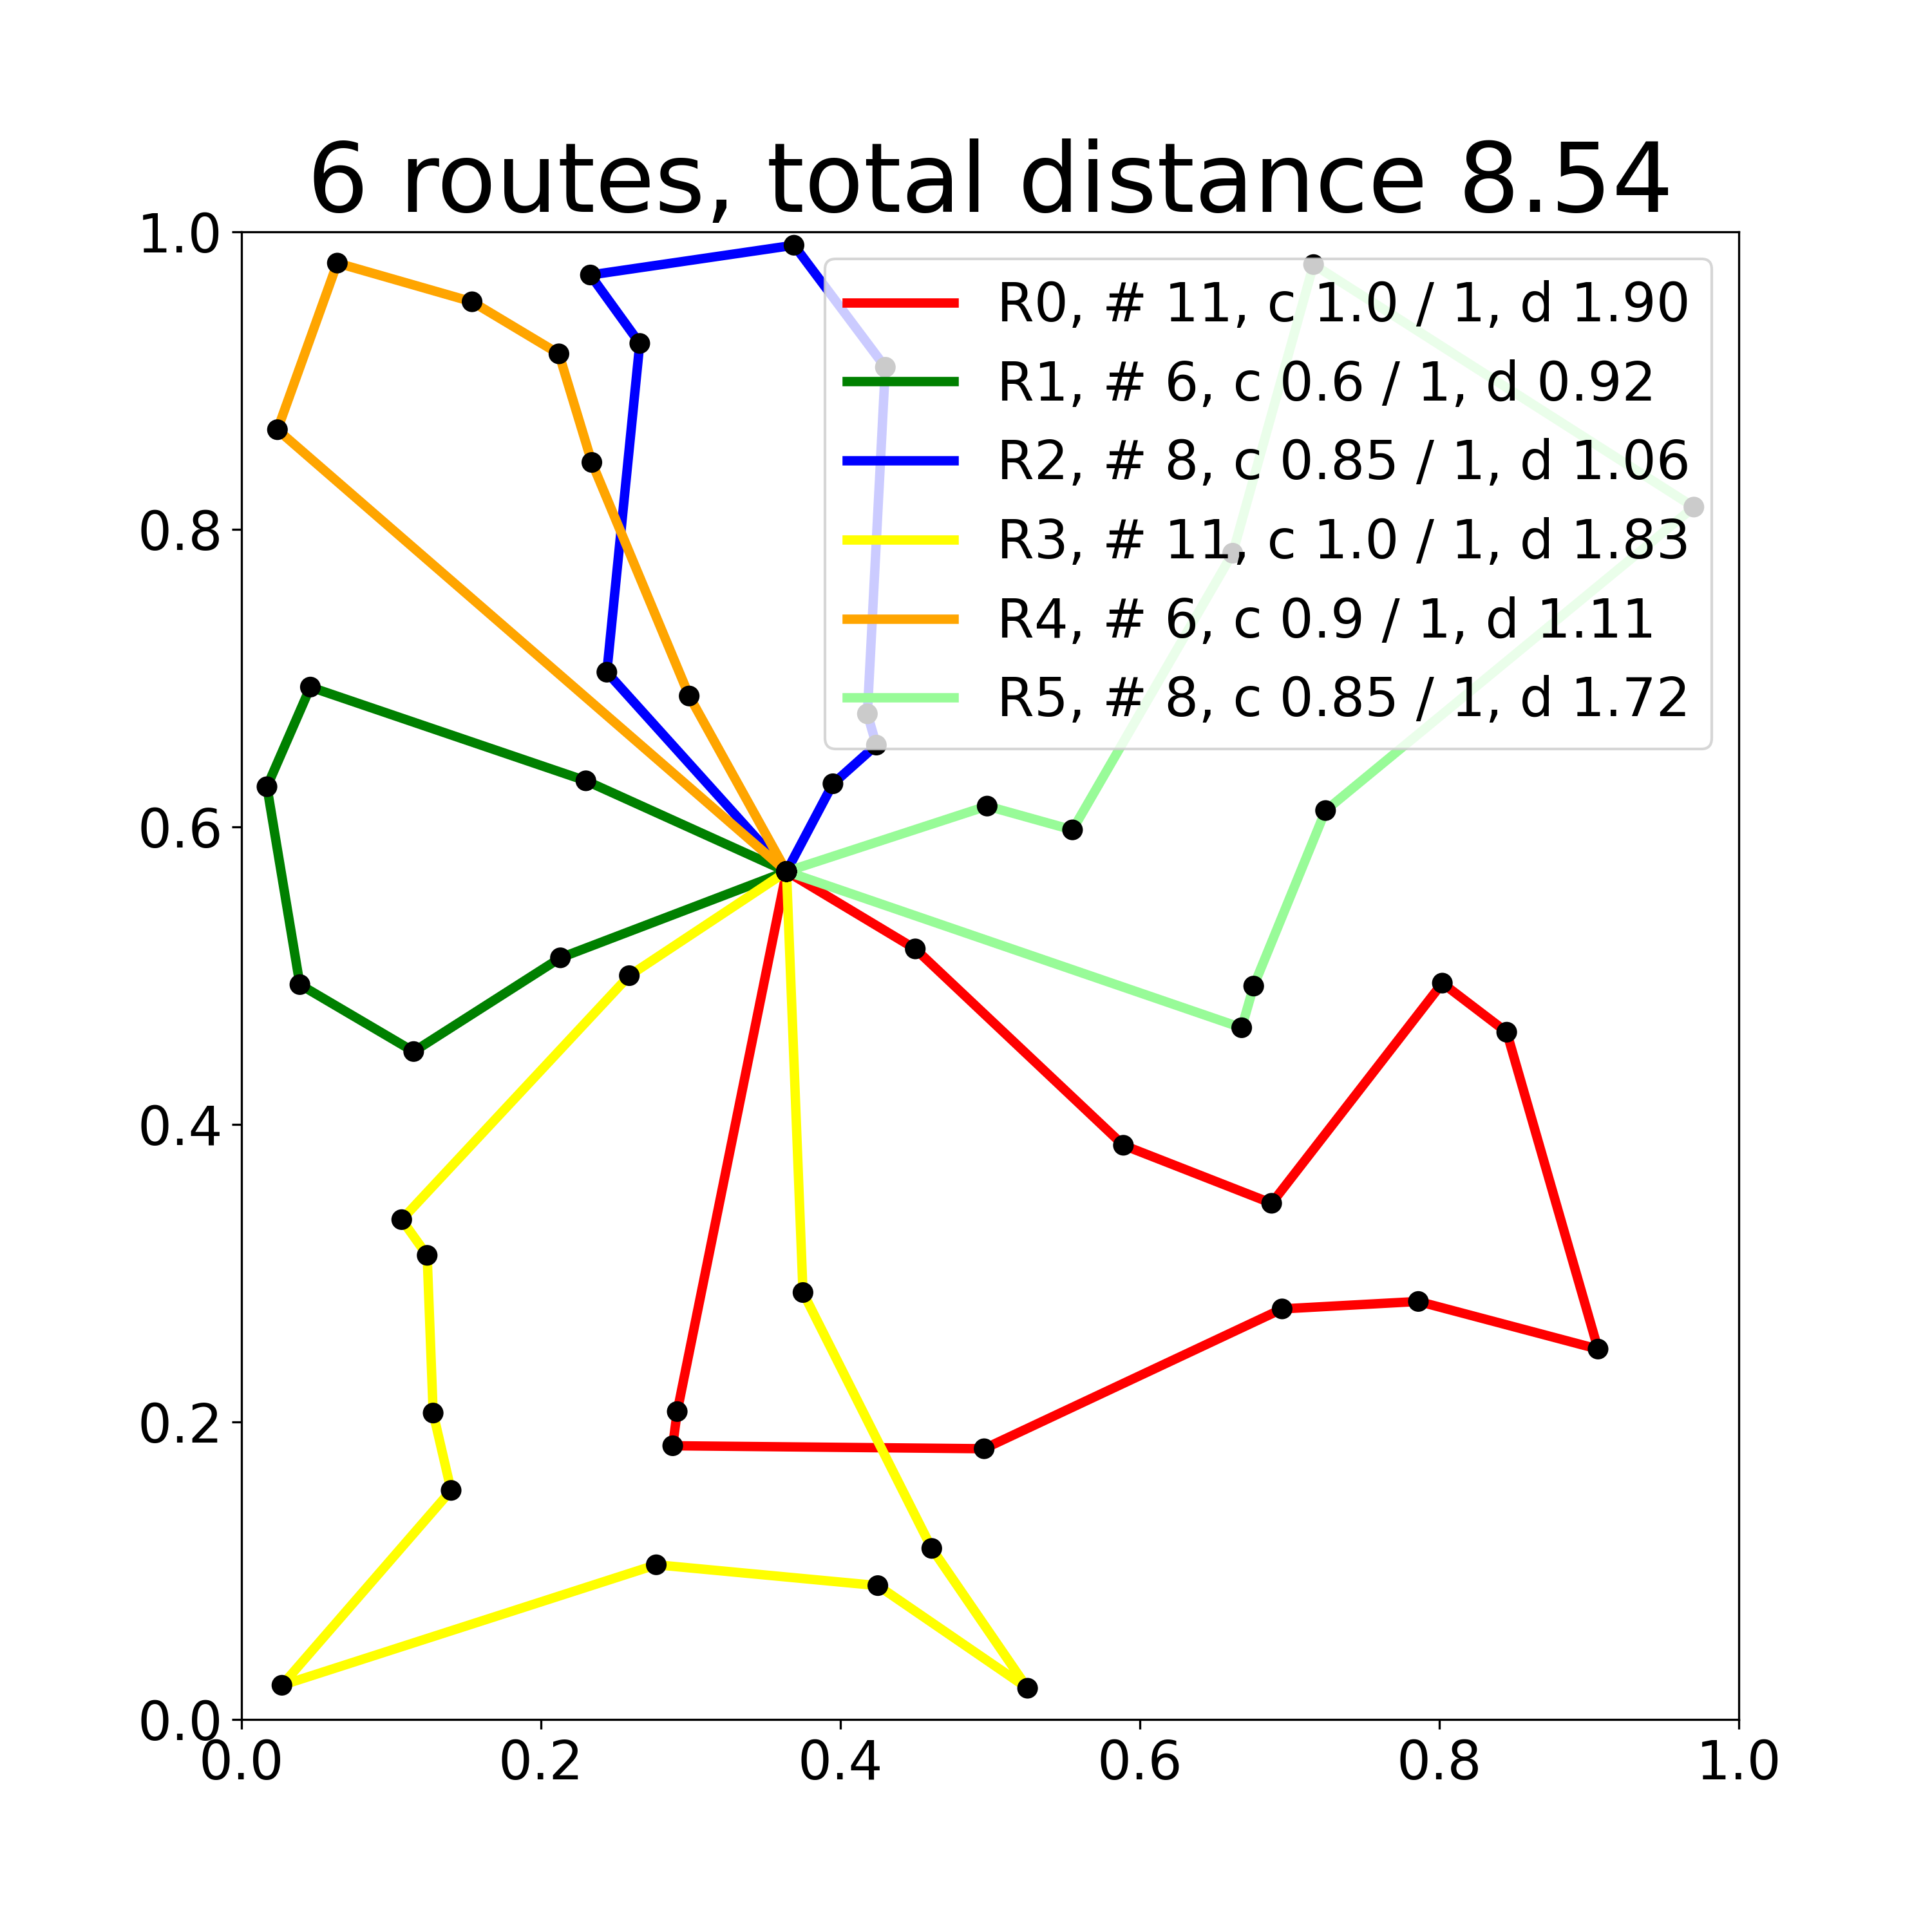 6 routes, total distance 8.54
1.0
0.8
0.6
0.4
0.2
0.0
0.0 0.2 0.4 0.6 0.8 1.0
R0, # 11, c 1.0 / 1, d 1.90
R1, # 6, c 0.6 / 1, d 0.92
R2, # 8, c 0.85 / 1, d 1.06
R3, # 11, c 1.0 / 1, d 1.83
R4, # 6, c 0.9 / 1, d 1.11
R5, # 8, c 0.85 / 1, d 1.72